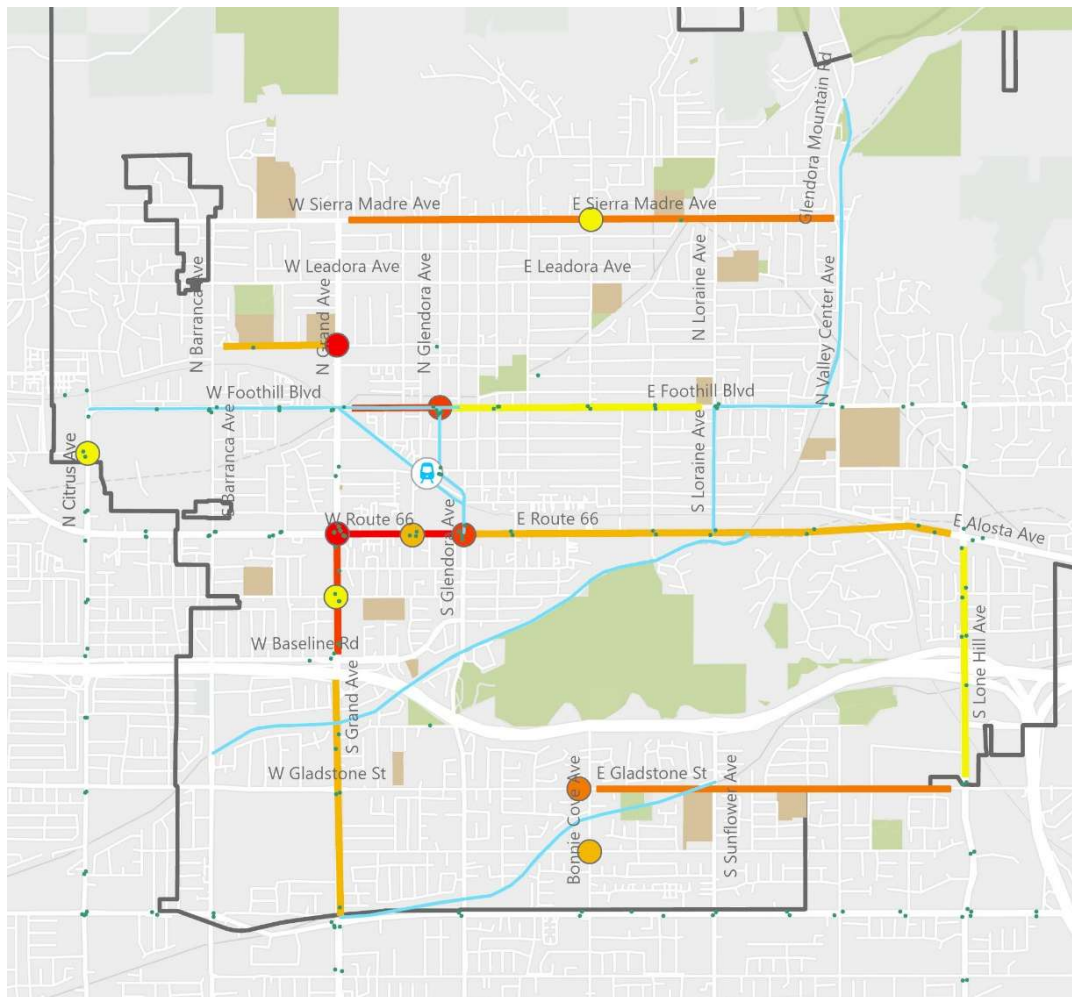 Glendora Mountain Rd
W Sierra Madre Ave
E Sierra Madre Ave
W Leadora Ave
E Leadora Ave
N Barranca Ave
N Grand Ave
N Glendora Ave
N Loraine Ave
N Valley Center Ave
W Foothill Blvd
E Foothill Blvd
N Citrus Ave
S Barranca Ave
S Loraine Ave
W Route 66
E Route 66
E Alosta Ave
S Glendora Ave
W Baseline Rd
S Grand Ave
S Lone Hill Ave
W Gladstone St
E Gladstone St
Bonnie Cove Ave
S Sunflower Ave